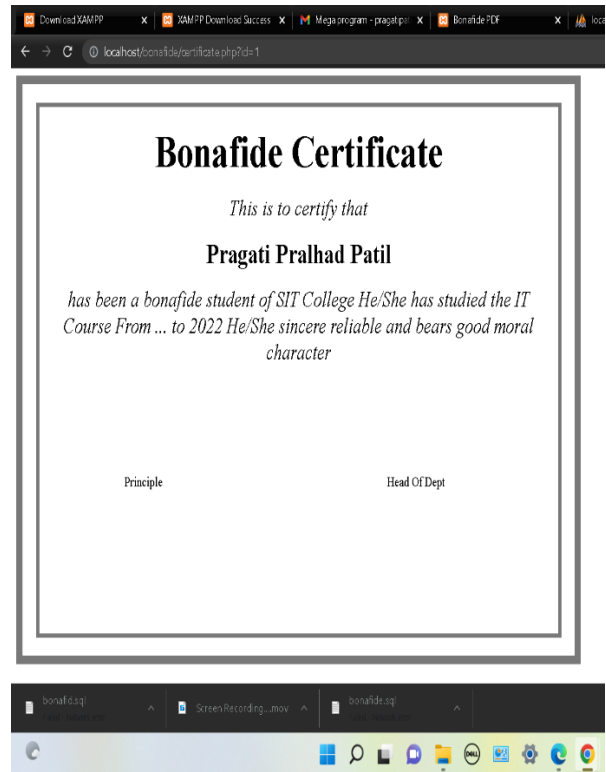 Download XAMPP
XAMPP Download Success
Mega program - pragatipa
Bonafide PDF
loca
localhost/bonafide/certificate.php?id=1
Bonafide Certificate
This is to certify that
Pragati Pralhad Patil
has been a bonafide student of SIT College He/She has studied the IT
Course From ... to 2022 He/She sincere reliable and bears good moral
character
Principle
Head Of Dept
bonafid.sql
Screen Recording....mov
bonafide.sql
DELL